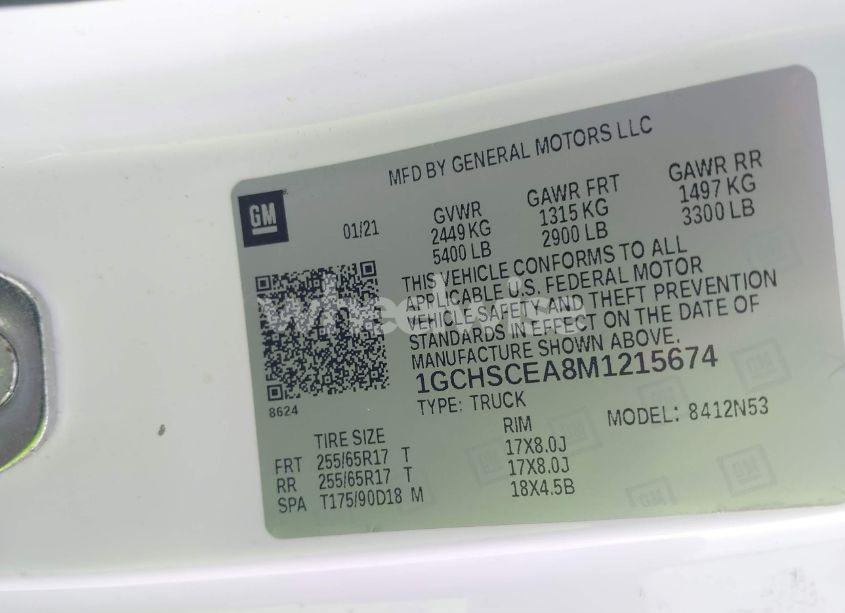 MFD BY GENERAL MOTORS LLC
GM
01/21
GVWR
2449 KG
5400 LB
GAWR FRT
1315 KG
2900 LB
GAWR RR
1497 KG
3300 LB
THIS VEHICLE CONFORMS TO ALL
APPLICABLE U.S. FEDERAL MOTOR
VEHICLE SAFETY AND THEFT PREVENTION
STANDARDS IN EFFECT ON THE DATE OF
MANUFACTURE SHOWN ABOVE.
1GCHSCEA8M1215674
8624
TYPE: TRUCK
MODEL: 8412N53
TIRE SIZE
RIM
FRT 255/65R17 T 17X8.0J
RR 255/65R17 T 17X8.0J
SPA T175/90D18 M 18X4.5B
wheelwise